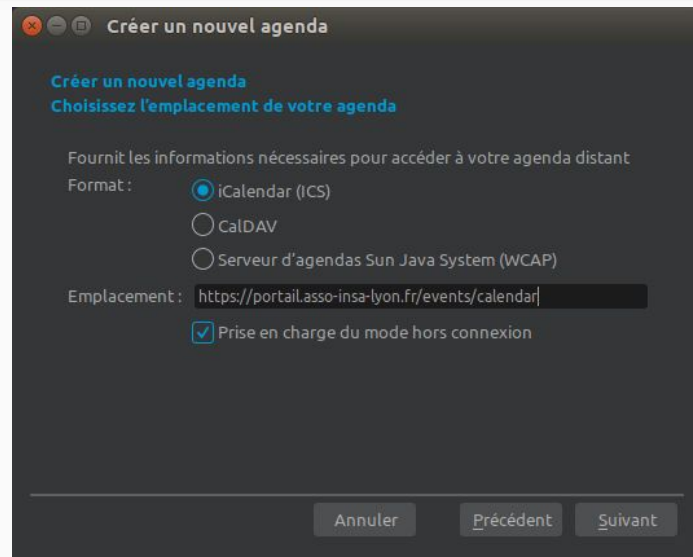 Créer un nouvel agenda
Créer un nouvel agenda
Choisissez l'emplacement de votre agenda
Fournit les informations nécessaires pour accéder à votre agenda distant
Format :
iCalendar (ICS)
CalDAV
Serveur d'agendas Sun Java System (WCAP)
Emplacement : https://portail.asso-insa-lyon.fr/events/calendar
Prise en charge du mode hors connexion
Annuler Précédent Suivant